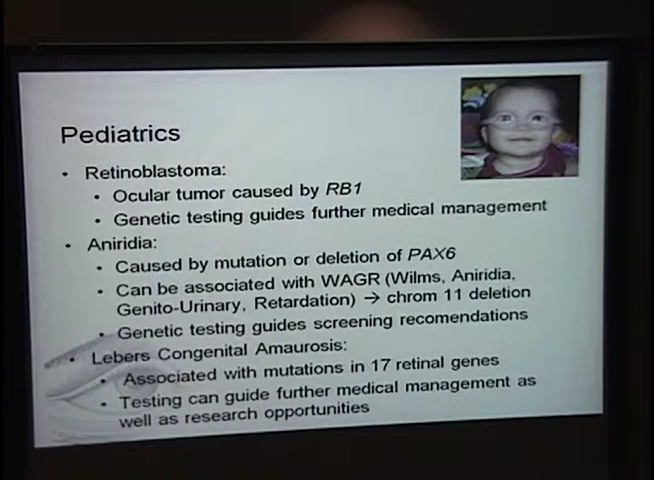 Pediatrics
• Retinoblastoma:
• Ocular tumor caused by RB1
• Genetic testing guides further medical management
• Aniridia:
• Caused by mutation or deletion of PAX6
• Can be associated with WAGR (Wilms, Aniridia,
Genito-Urinary, Retardation) → chrom 11 deletion
• Genetic testing guides screening recomendations
• Lebers Congenital Amaurosis:
• Associated with mutations in 17 retinal genes
• Testing can guide further medical management as
well as research opportunities